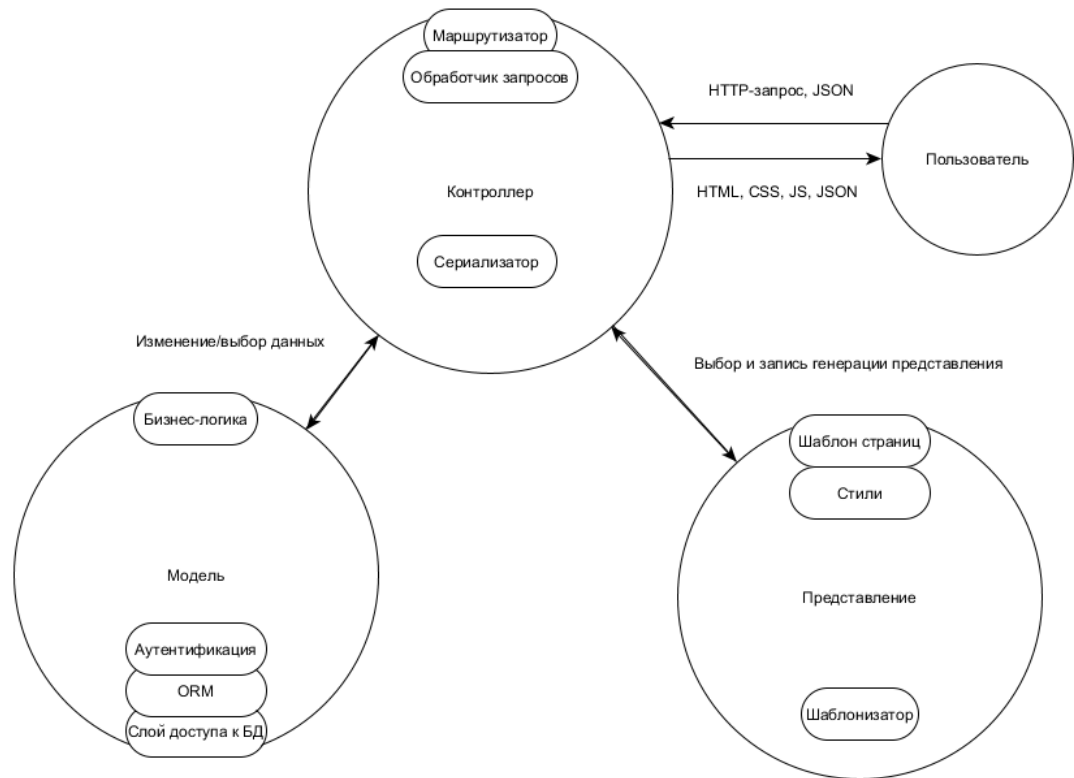 Маршрутизатор
Обработчик запросов
HTTP-запрос, JSON
Пользователь
Контроллер
HTML, CSS, JS, JSON
Сериализатор
Изменение/выбор данных
Выбор и запись генерации представления
Бизнес-логика
Шаблон страниц
Стили
Модель
Представление
Аутентификация
ORM
Шаблонизатор
Слой доступа к БД